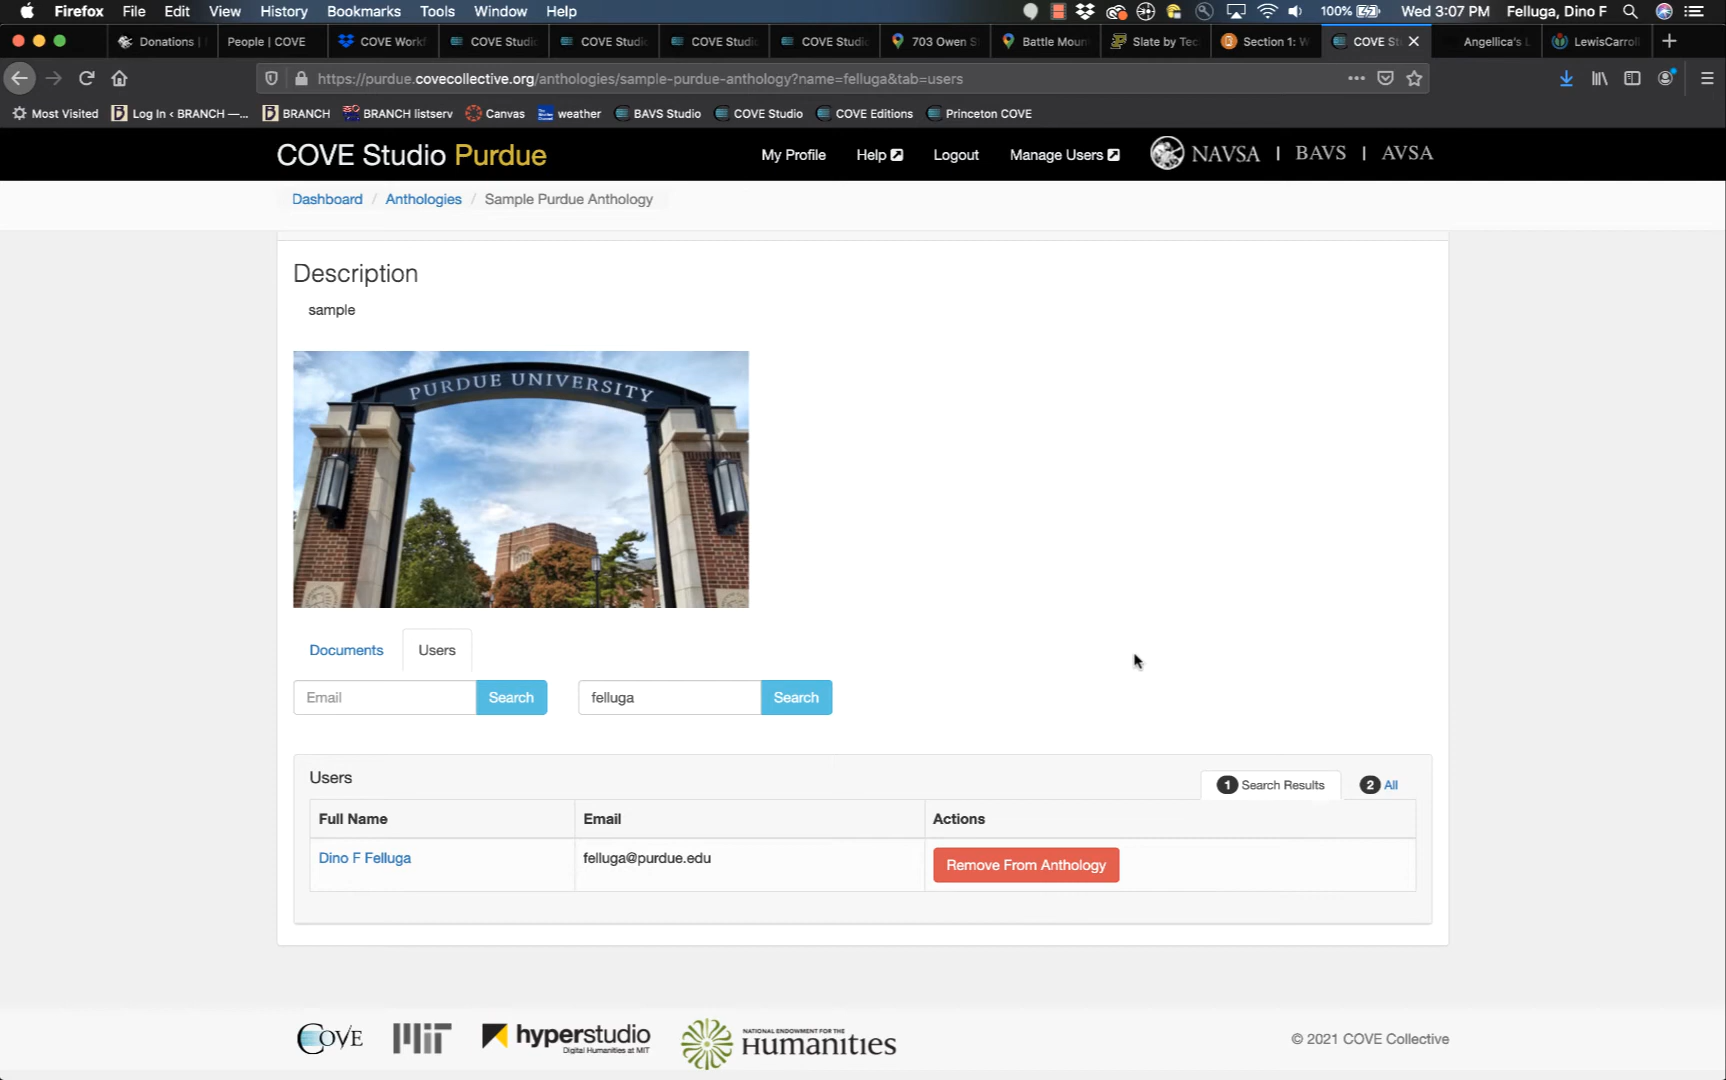 Firefox File Edit View History Bookmarks Tools Window Help 100% Wed 3:07 PM Felluga, Dino F
Donations | People | COVE COVE Workf COVE Studio COVE Studio COVE Studio COVE Studio 703 Owen S Battle Moun Slate by Tec Section 1: W COVE St Angellica's L LewisCarroll
https://purdue.covecollective.org/anthologies/sample-purdue-anthology?name=felluga&tab=users
Most Visited Log In ‹ BRANCH —... BRANCH BRANCH listserv Canvas weather BAVS Studio COVE Studio COVE Editions Princeton COVE
COVE Studio Purdue My Profile Help Logout Manage Users NAVSA | BAVS | AVSA
Dashboard / Anthologies / Sample Purdue Anthology
Description
sample
PURDUE UNIVERSITY
Documents Users
Email Search felluga Search
Users 1 Search Results 2 All
Full Name Email Actions
Dino F Felluga felluga@purdue.edu Remove From Anthology
COVE MIT hyperstudio Digital Humanities at MIT NATIONAL ENDOWMENT FOR THE Humanities © 2021 COVE Collective